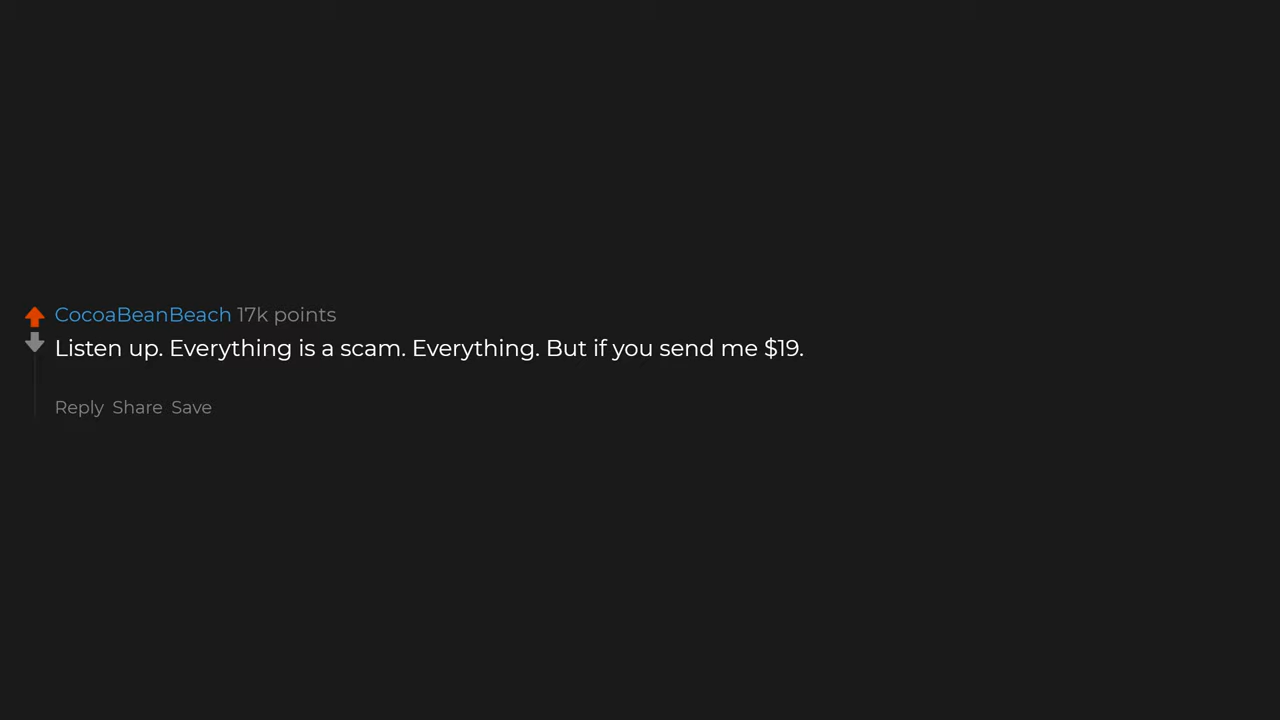 CocoaBeanBeach 17k points
Listen up. Everything is a scam. Everything. But if you send me $19.
Reply Share Save